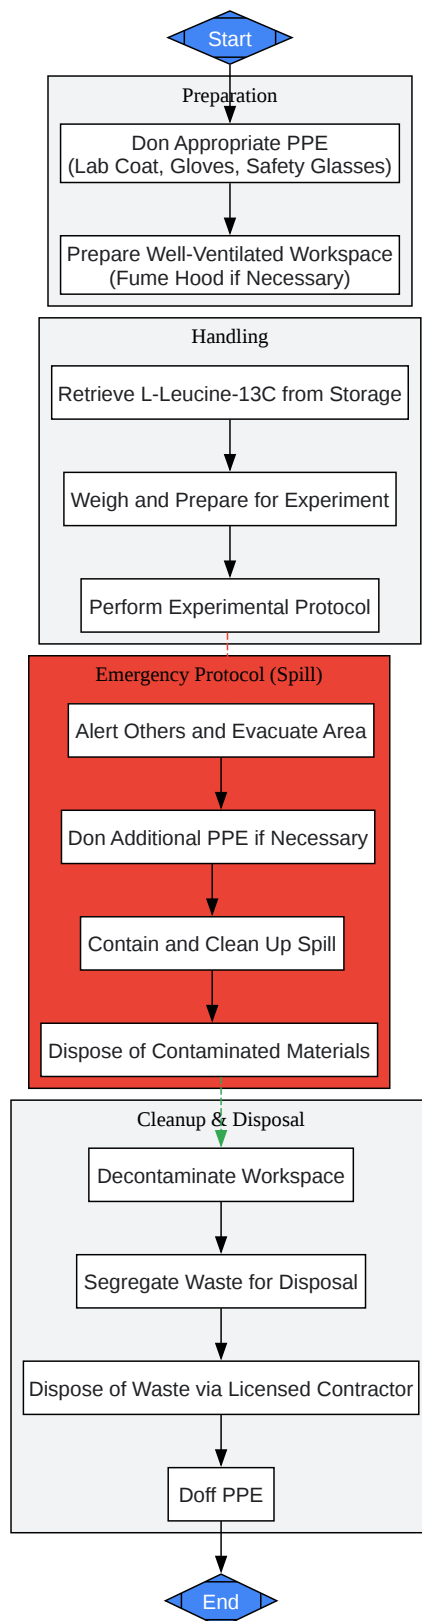 Start
Preparation
Don Appropriate PPE
(Lab Coat, Gloves, Safety Glasses)
Prepare Well-Ventilated Workspace
(Fume Hood if Necessary)
Handling
Retrieve L-Leucine-13C from Storage
Weigh and Prepare for Experiment
Perform Experimental Protocol
Emergency Protocol (Spill)
Alert Others and Evacuate Area
Don Additional PPE if Necessary
Contain and Clean Up Spill
Dispose of Contaminated Materials
Cleanup & Disposal
Decontaminate Workspace
Segregate Waste for Disposal
Dispose of Waste via Licensed Contractor
Doff PPE
End